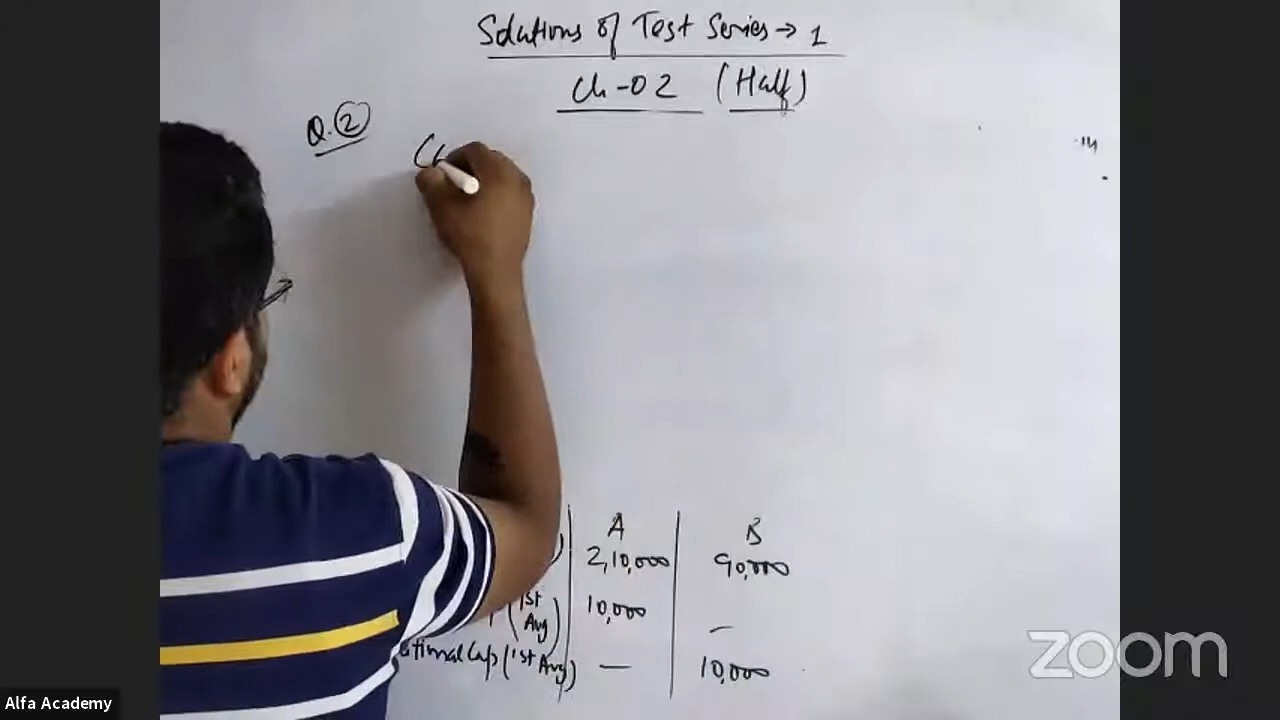 Solutions of Test Series → 1
Ch - 02 (Half)
Q. (2)
A B
2,10,000 90,000
(1st Avg) 10,000 —
Cap (1st Avg) — 10,000
zoom
Alfa Academy